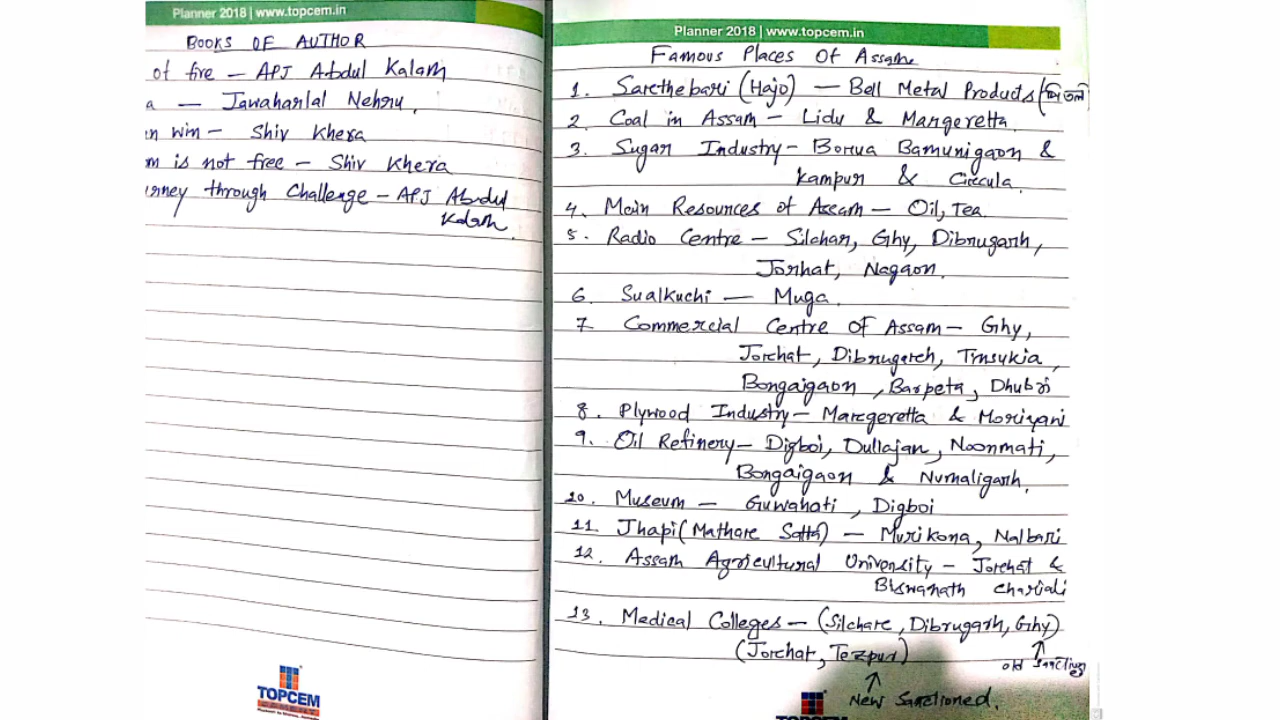 Planner 2018 | www.topcem.in
BOOKS OF AUTHOR
of fire – APJ Abdul Kalam
a – Jawaharlal Nehru.
n win – Shiv Khera
m is not free – Shiv Khera
urney through Challenge – APJ Abdul
Kalam.
TOPCEM
Planner 2018 | www.topcem.in
Famous Places Of Assam
1. Sarthebari (Hajo) – Bell Metal Products (
2. Coal in Assam – Lidu & Margeretta.
3. Sugar Industry – Borua Bamunigaon &
Kampur & Circula.
4. Main Resources of Assam – Oil, Tea.
5. Radio Centre – Silchar, Ghy, Dibrugarh,
Jorhat, Nagaon.
6. Sualkuchi – Muga.
7. Commercial Centre Of Assam – Ghy,
Jorhat, Dibrugarh, Tinsukia,
Bongaigaon, Barpeta, Dhubri
8. Plywood Industry – Margeretta & Moriyani
9. Oil Refinery – Digboi, Dullajan, Noonmati,
Bongaigaon & Numaligarh.
10. Museum – Guwahati, Digboi
11. Jhapi (Mathare Satta) – Murikona, Nalbari
12. Assam Agricultural University – Jorhat &
Biswanath Chariali
13. Medical Colleges – (Silchar, Dibrugarh, Ghy)
(Jorhat, Tezpur)
old
New Sanctioned.
TOPCEM